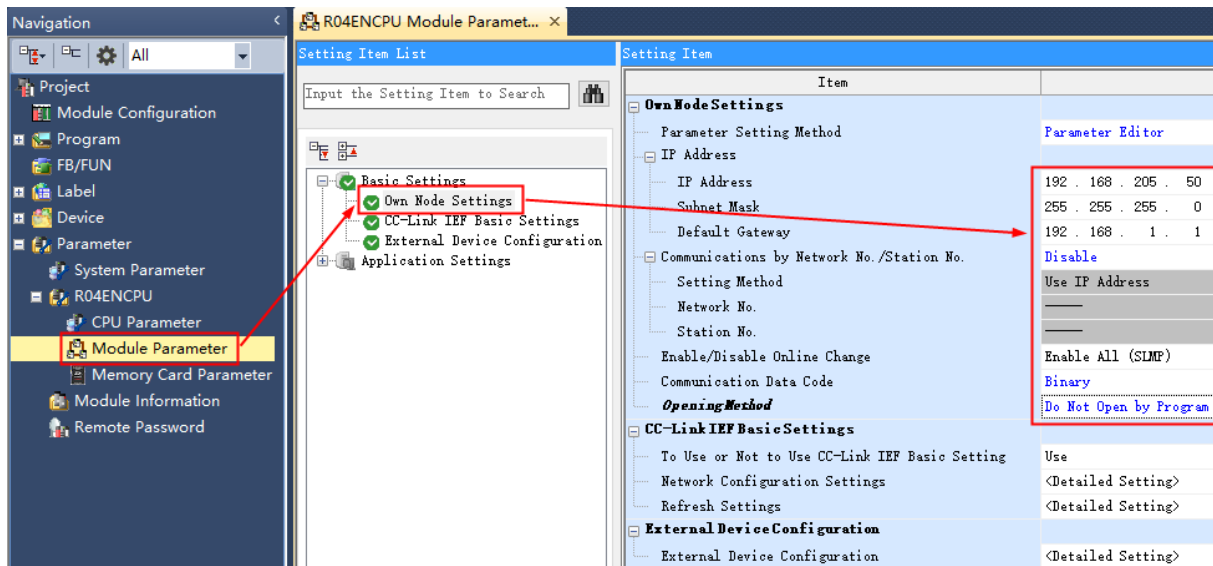 Navigation
All
Project
Module Configuration
Program
FB/FUN
Label
Device
Parameter
System Parameter
R04ENCPU
CPU Parameter
Module Parameter
Memory Card Parameter
Module Information
Remote Password
R04ENCPU Module Paramet...
Setting Item List
Input the Setting Item to Search
Basic Settings
Own Node Settings
CC-Link IEF Basic Settings
External Device Configuration
Application Settings
Setting Item
Item
Own Node Settings
Parameter Setting Method Parameter Editor
IP Address
IP Address 192 . 168 . 205 . 50
Subnet Mask 255 . 255 . 255 . 0
Default Gateway 192 . 168 . 1 . 1
Communications by Network No./Station No. Disable
Setting Method Use IP Address
Network No.
Station No.
Enable/Disable Online Change Enable All (SLMP)
Communication Data Code Binary
Opening Method Do Not Open by Program
CC-Link IEF Basic Settings
To Use or Not to Use CC-Link IEF Basic Setting Use
Network Configuration Settings <Detailed Setting>
Refresh Settings <Detailed Setting>
External Device Configuration
External Device Configuration <Detailed Setting>